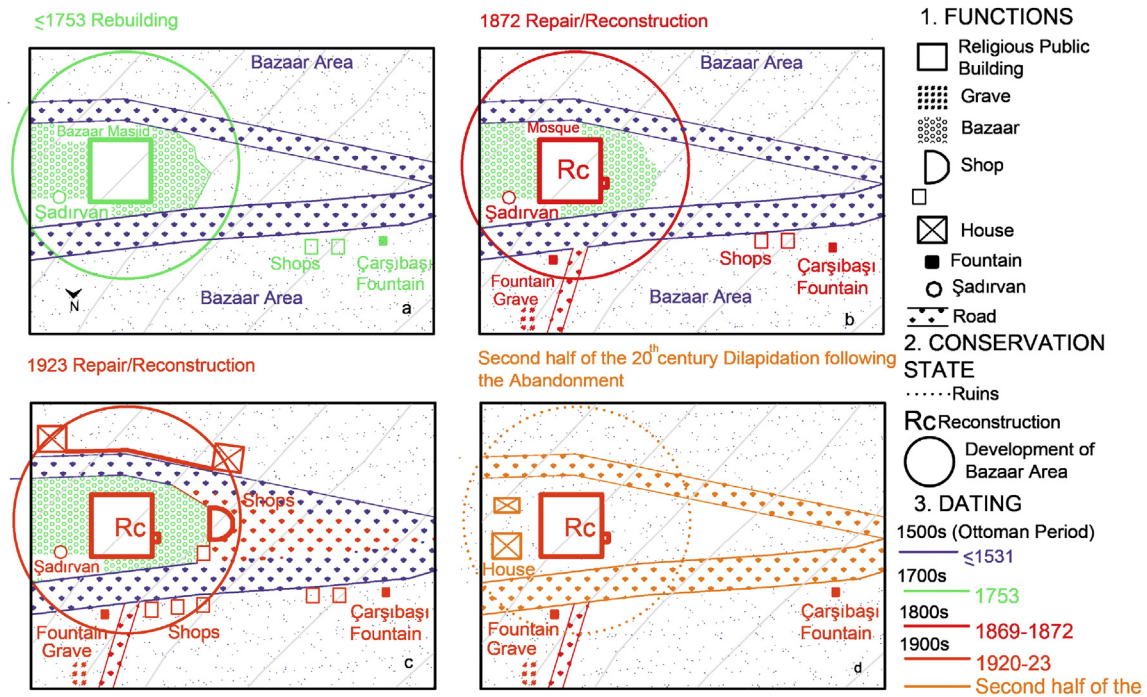 ≤1753 Rebuilding
Bazaar Area
Bazaar Masjid
Şadırvan
Shops
Çarşıbaşı
Fountain
Bazaar Area
N
a
1872 Repair/Reconstruction
Bazaar Area
Mosque
Rc
Şadırvan
Shops
Fountain
Grave
Çarşıbaşı
Fountain
Bazaar Area
b
1923 Repair/Reconstruction
Shops
Rc
Şadırvan
Fountain
Grave
Shops
Çarşıbaşı
Fountain
c
Second half of the 20th century Dilapidation following
the Abandonment
Rc
House
Fountain
Grave
Çarşıbaşı
Fountain
d
1. FUNCTIONS
Religious Public
Building
Grave
Bazaar
Shop
House
Fountain
Şadırvan
Road
2. CONSERVATION
STATE
Ruins
Rc Reconstruction
Development of
Bazaar Area
3. DATING
1500s (Ottoman Period)
≤1531
1700s
1753
1800s
1869-1872
1900s
1920-23
Second half of the